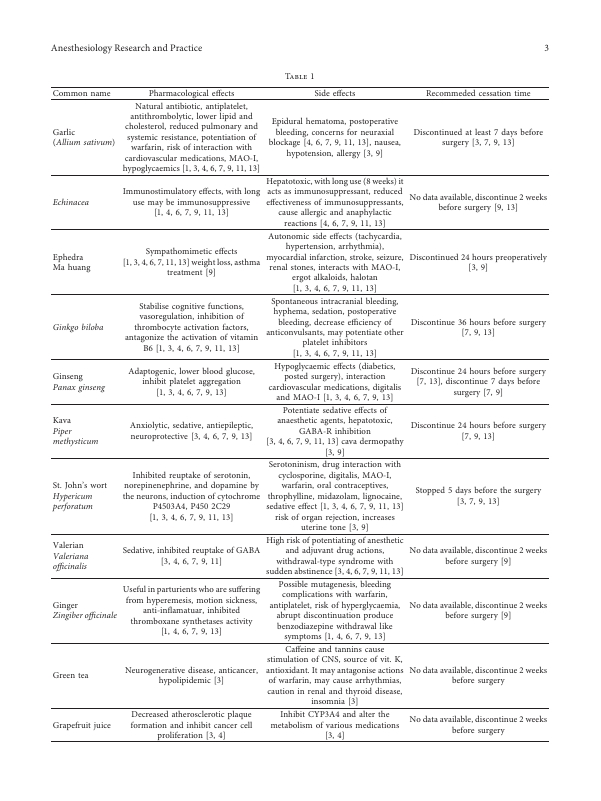 Anesthesiology Research and Practice
3
Table 1
Common name
Pharmacological effects
Side effects
Recommeded cessation time
Garlic
(Allium sativum)
Natural antibiotic, antiplatelet,
antithrombolytic, lower lipid and
cholesterol, reduced pulmonary and
systemic resistance, potentiation of
warfarin, risk of interaction with
cardiovascular medications, MAO-I,
hypoglycaemics [1, 3, 4, 6, 7, 9, 11, 13]
Epidural hematoma, postoperative
bleeding, concerns for neuraxial
blockage [4, 6, 7, 9, 11, 13], nausea,
hypotension, allergy [3, 9]
Discontinued at least 7 days before
surgery [3, 7, 9, 13]
Echinacea
Immunostimulatory effects, with long
use may be immunosuppressive
[1, 4, 6, 7, 9, 11, 13]
Hepatotoxic, with long use (8 weeks) it
acts as immunosuppressant, reduced
effectiveness of immunosuppressants,
cause allergic and anaphylactic
reactions [4, 6, 7, 9, 11, 13]
No data available, discontinue 2 weeks
before surgery [9, 13]
Ephedra
Ma huang
Sympathomimetic effects
[1, 3, 4, 6, 7, 11, 13] weight loss, asthma
treatment [9]
Autonomic side effects (tachycardia,
hypertension, arrhythmia),
myocardial infarction, stroke, seizure,
renal stones, interacts with MAO-I,
ergot alkaloids, halotan
[1, 3, 4, 6, 7, 9, 11, 13]
Discontinued 24 hours preoperatively
[3, 9]
Ginkgo biloba
Stabilise cognitive functions,
vasoregulation, inhibition of
thrombocyte activation factors,
antagonize the activation of vitamin
B6 [1, 3, 4, 6, 7, 9, 11, 13]
Spontaneous intracranial bleeding,
hyphema, sedation, postoperative
bleeding, decrease efficiency of
anticonvulsants, may potentiate other
platelet inhibitors
[1, 3, 4, 6, 7, 9, 11, 13]
Discontinue 36 hours before surgery
[7, 9, 13]
Ginseng
Panax ginseng
Adaptogenic, lower blood glucose,
inhibit platelet aggregation
[1, 3, 4, 6, 7, 9, 13]
Hypoglycaemic effects (diabetics,
posted surgery), interaction
cardiovascular medications, digitalis
and MAO-I [1, 3, 4, 6, 7, 9, 13]
Discontinue 24 hours before surgery
[7, 13], discontinue 7 days before
surgery [7, 9]
Kava
Piper
methysticum
Anxiolytic, sedative, antiepileptic,
neuroprotective [3, 4, 6, 7, 9, 13]
Potentiate sedative effects of
anaesthetic agents, hepatotoxic,
GABA-R inhibition
[3, 4, 6, 7, 9, 11, 13] cava dermopathy
[3, 9]
Discontinue 24 hours before surgery
[7, 9, 13]
St. John's wort
Hypericum
perforatum
Inhibited reuptake of serotonin,
norepinenephrine, and dopamine by
the neurons, induction of cytochrome
P4503A4, P450 2C29
[1, 3, 4, 6, 7, 9, 11, 13]
Serotoninism, drug interaction with
cyclosporine, digitalis, MAO-I,
warfarin, oral contraceptives,
throphylline, midazolam, lignocaine,
sedative effect [1, 3, 4, 6, 7, 9, 11, 13]
risk of organ rejection, increases
uterine tone [3, 9]
Stopped 5 days before the surgery
[3, 7, 9, 13]
Valerian
Valeriana
officinalis
Sedative, inhibited reuptake of GABA
[3, 4, 6, 7, 9, 11]
High risk of potentiating of anesthetic
and adjuvant drug actions,
withdrawal-type syndrome with
sudden abstinence [3, 4, 6, 7, 9, 11, 13]
No data available, discontinue 2 weeks
before surgery [9]
Ginger
Zingiber officinale
Useful in parturients who are suffering
from hyperemesis, motion sickness,
anti-inflamatuar, inhibited
thromboxane synthetases activity
[1, 4, 6, 7, 9, 13]
Possible mutagenesis, bleeding
complications with warfarin,
antiplatelet, risk of hyperglycaemia,
abrupt discontinuation produce
benzodiazepine withdrawal like
symptoms [1, 4, 6, 7, 9, 13]
No data available, discontinue 2 weeks
before surgery [9]
Green tea
Neurogenerative disease, anticancer,
hypolipidemic [3]
Caffeine and tannins cause
stimulation of CNS, source of vit. K,
antioxidant. It may antagonise actions
of warfarin, may cause arrhythmias,
caution in renal and thyroid disease,
insomnia [3]
No data available, discontinue 2 weeks
before surgery
Grapefruit juice
Decreased atherosclerotic plaque
formation and inhibit cancer cell
proliferation [3, 4]
Inhibit CYP3A4 and alter the
metabolism of various medications
[3, 4]
No data available, discontinue 2 weeks
before surgery